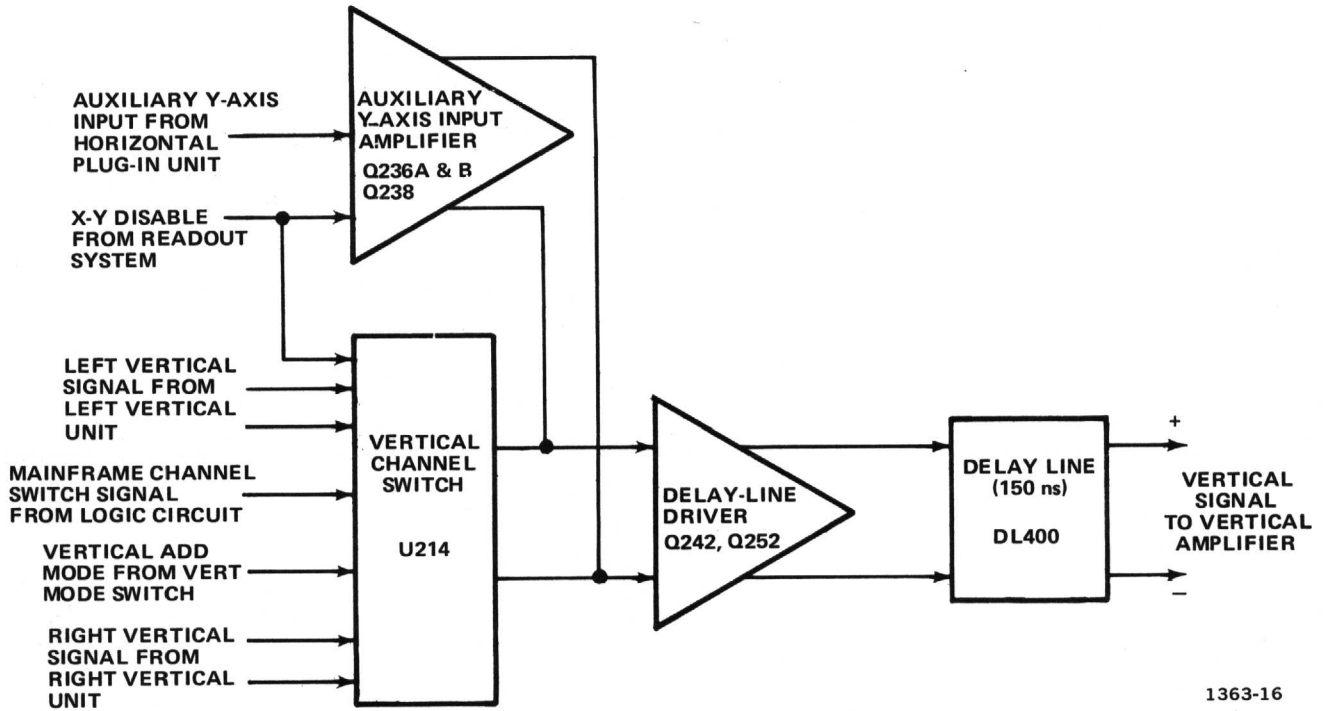 AUXILIARY Y-AXIS
INPUT FROM
HORIZONTAL
PLUG-IN UNIT
AUXILIARY
Y-AXIS INPUT
AMPLIFIER
Q236A & B
Q238
X-Y DISABLE
FROM READOUT
SYSTEM
LEFT VERTICAL
SIGNAL FROM
LEFT VERTICAL
UNIT
MAINFRAME CHANNEL
SWITCH SIGNAL
FROM LOGIC CIRCUIT
VERTICAL ADD
MODE FROM VERT
MODE SWITCH
RIGHT VERTICAL
SIGNAL FROM
RIGHT VERTICAL
UNIT
VERTICAL
CHANNEL
SWITCH
U214
DELAY-LINE
DRIVER
Q242, Q252
DELAY LINE
(150 ns)
DL400
+
VERTICAL
SIGNAL
TO VERTICAL
AMPLIFIER
–
1363-16